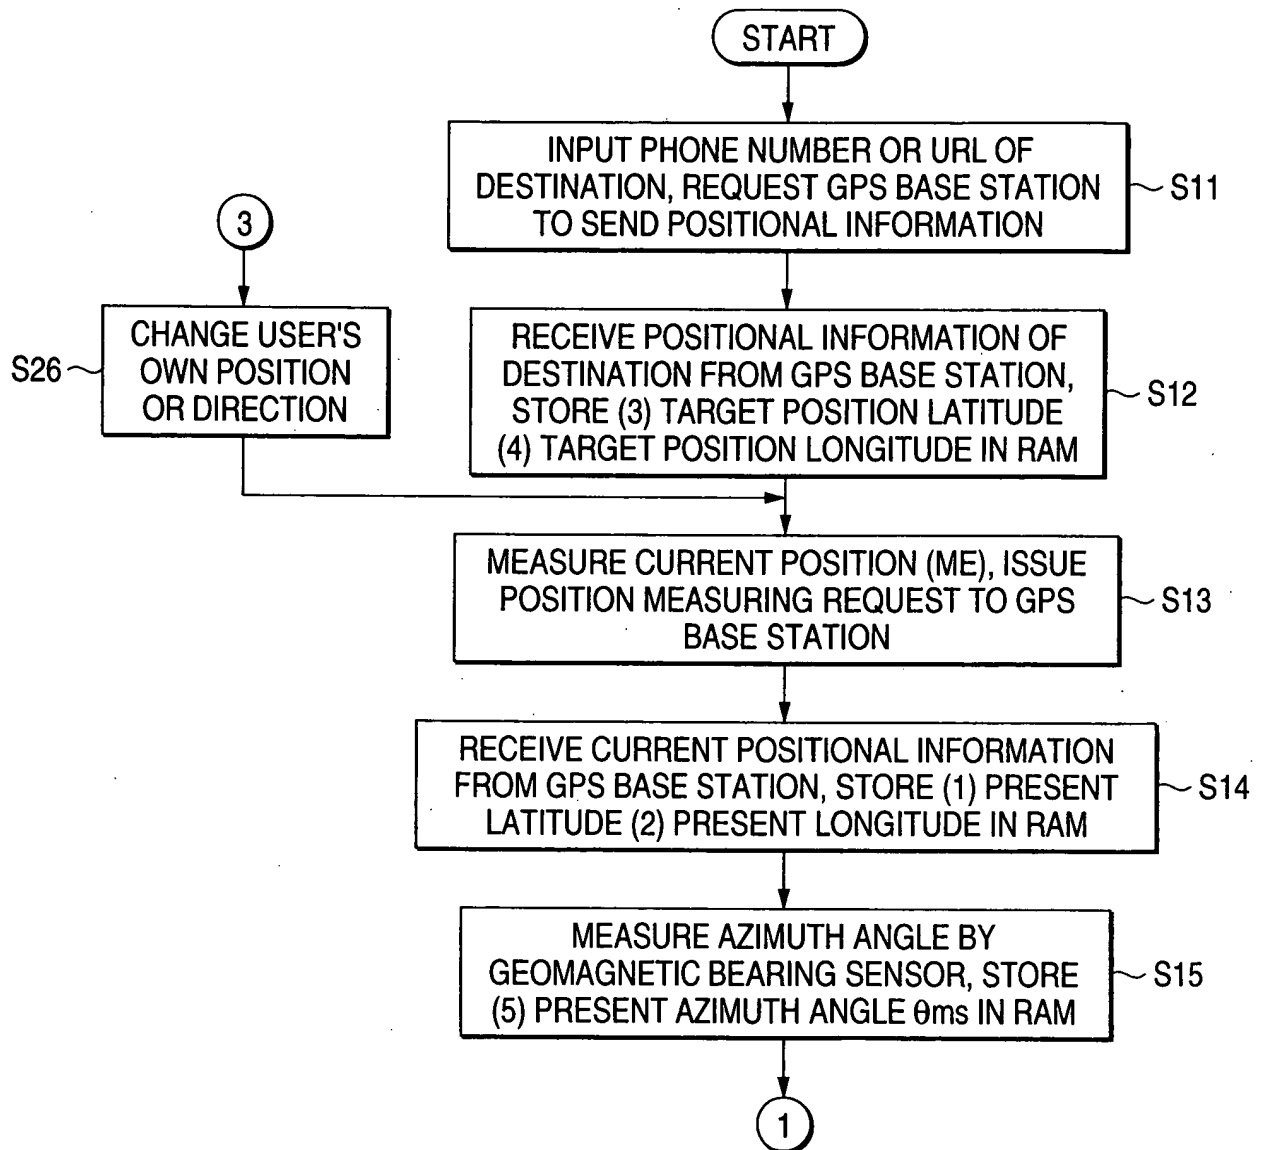 START
INPUT PHONE NUMBER OR URL OF
DESTINATION, REQUEST GPS BASE STATION
TO SEND POSITIONAL INFORMATION
S11
3
CHANGE USER'S
OWN POSITION
OR DIRECTION
S26
RECEIVE POSITIONAL INFORMATION OF
DESTINATION FROM GPS BASE STATION,
STORE (3) TARGET POSITION LATITUDE
(4) TARGET POSITION LONGITUDE IN RAM
S12
MEASURE CURRENT POSITION (ME), ISSUE
POSITION MEASURING REQUEST TO GPS
BASE STATION
S13
RECEIVE CURRENT POSITIONAL INFORMATION
FROM GPS BASE STATION, STORE (1) PRESENT
LATITUDE (2) PRESENT LONGITUDE IN RAM
S14
MEASURE AZIMUTH ANGLE BY
GEOMAGNETIC BEARING SENSOR, STORE
(5) PRESENT AZIMUTH ANGLE θms IN RAM
S15
1